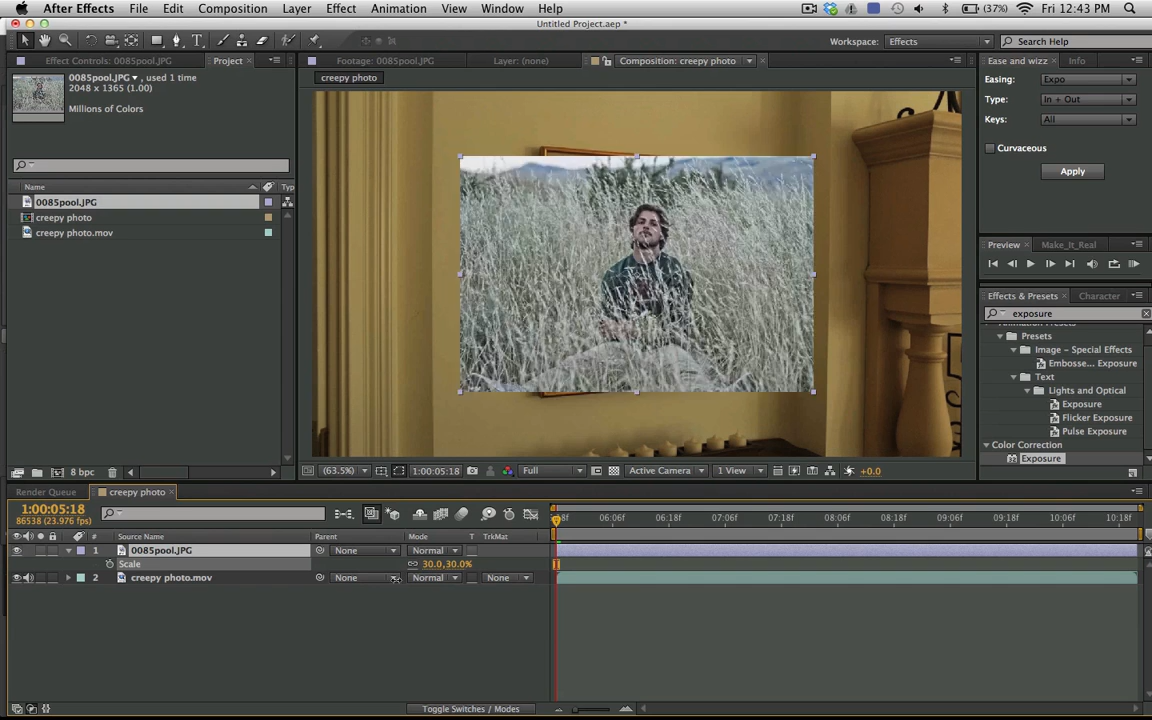 After Effects File Edit Composition Layer Effect Animation View Window Help (37%) Fri 12:43 PM
Untitled Project.aep *
T Workspace: Effects Search Help
Effect Controls: 0085pool.JPG Project Footage: 0085pool.JPG Layer: (none) Composition: creepy photo Ease and wizz Info
0085pool.JPG, used 1 time
2048 x 1365 (1.00)
Millions of Colors
creepy photo
Easing: Expo
Type: In + Out
Keys: All
Curvaceous
Apply
Name Typ
0085pool.JPG
creepy photo
creepy photo.mov
Preview Make_It_Real
Effects & Presets Character
exposure
Animation Presets
Presets
Image – Special Effects
Embosse... Exposure
Text
Lights and Optical
Exposure
Flicker Exposure
Pulse Exposure
Color Correction
Exposure
8 bpc (63.5%) 1:00:05:18 Full Active Camera 1 View +0.0
Render Queue creepy photo
1:00:05:18
86538 (23.976 fps)
06:06f 06:18f 07:06f 07:18f 08:06f 08:18f 09:06f 09:18f 10:06f 10:18f
# Source Name Parent Mode T TrkMat
1 0085pool.JPG None Normal
Scale 30.0,30.0%
2 creepy photo.mov None Normal None
Toggle Switches / Modes